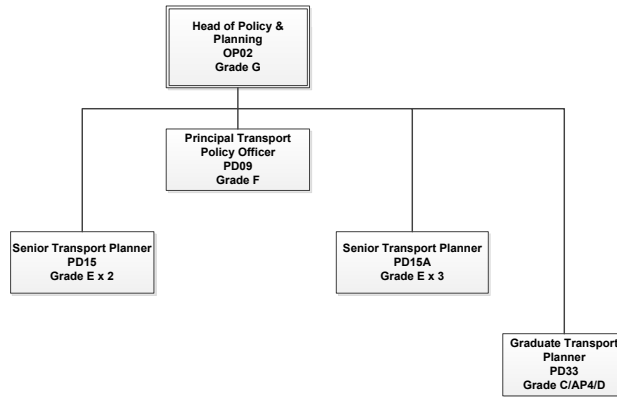 Head of Policy &
Planning
OP02
Grade G
Principal Transport
Policy Officer
PD09
Grade F
Senior Transport Planner
PD15
Grade E x 2
Senior Transport Planner
PD15A
Grade E x 3
Graduate Transport
Planner
PD33
Grade C/AP4/D